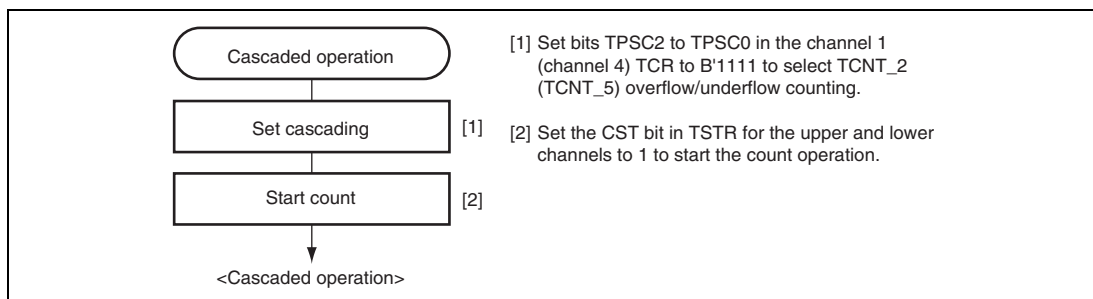 Cascaded operation
Set cascading
[1]
Start count
[2]
<Cascaded operation>
[1] Set bits TPSC2 to TPSC0 in the channel 1
(channel 4) TCR to B'1111 to select TCNT_2
(TCNT_5) overflow/underflow counting.
[2] Set the CST bit in TSTR for the upper and lower
channels to 1 to start the count operation.